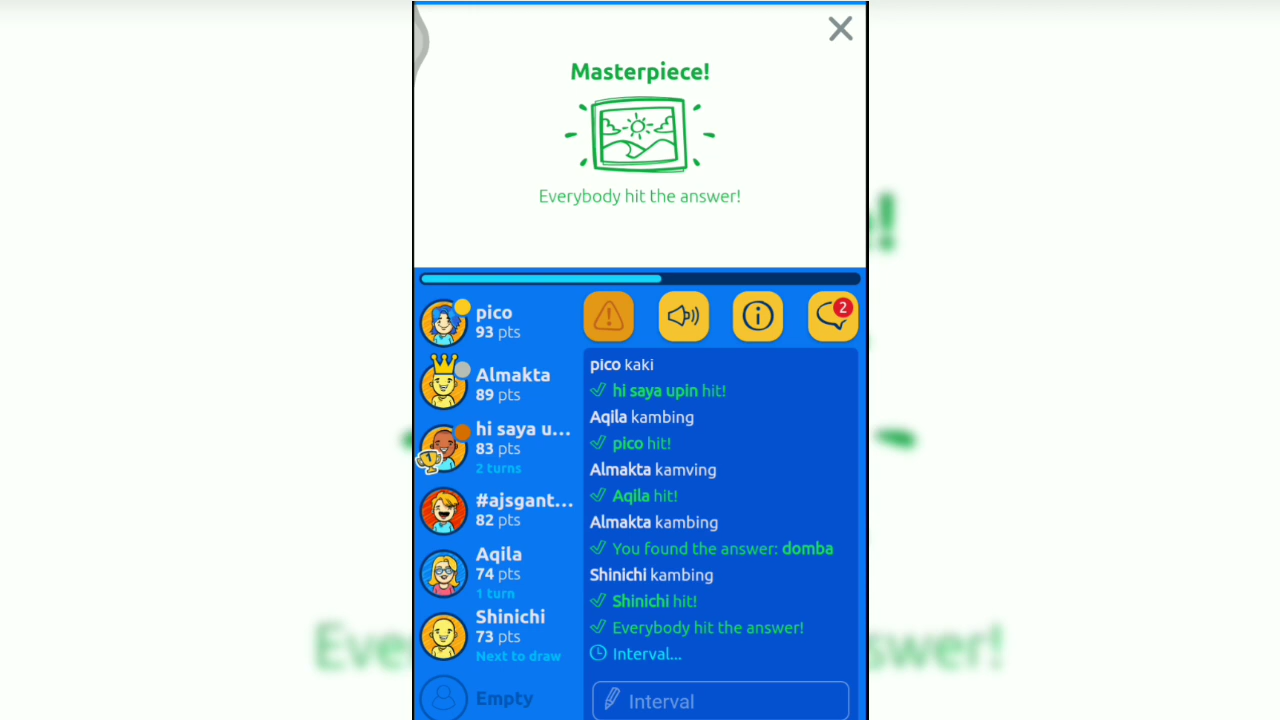 Masterpiece!
Everybody hit the answer!
pico
93 pts
Almakta
89 pts
hi saya u...
83 pts
2 turns
#ajsgant...
82 pts
Aqila
74 pts
1 turn
Shinichi
73 pts
Next to draw
Empty
2
pico kaki
hi saya upin hit!
Aqila kambing
pico hit!
Almakta kamving
Aqila hit!
Almakta kambing
You found the answer: domba
Shinichi kambing
Shinichi hit!
Everybody hit the answer!
Interval...
Interval